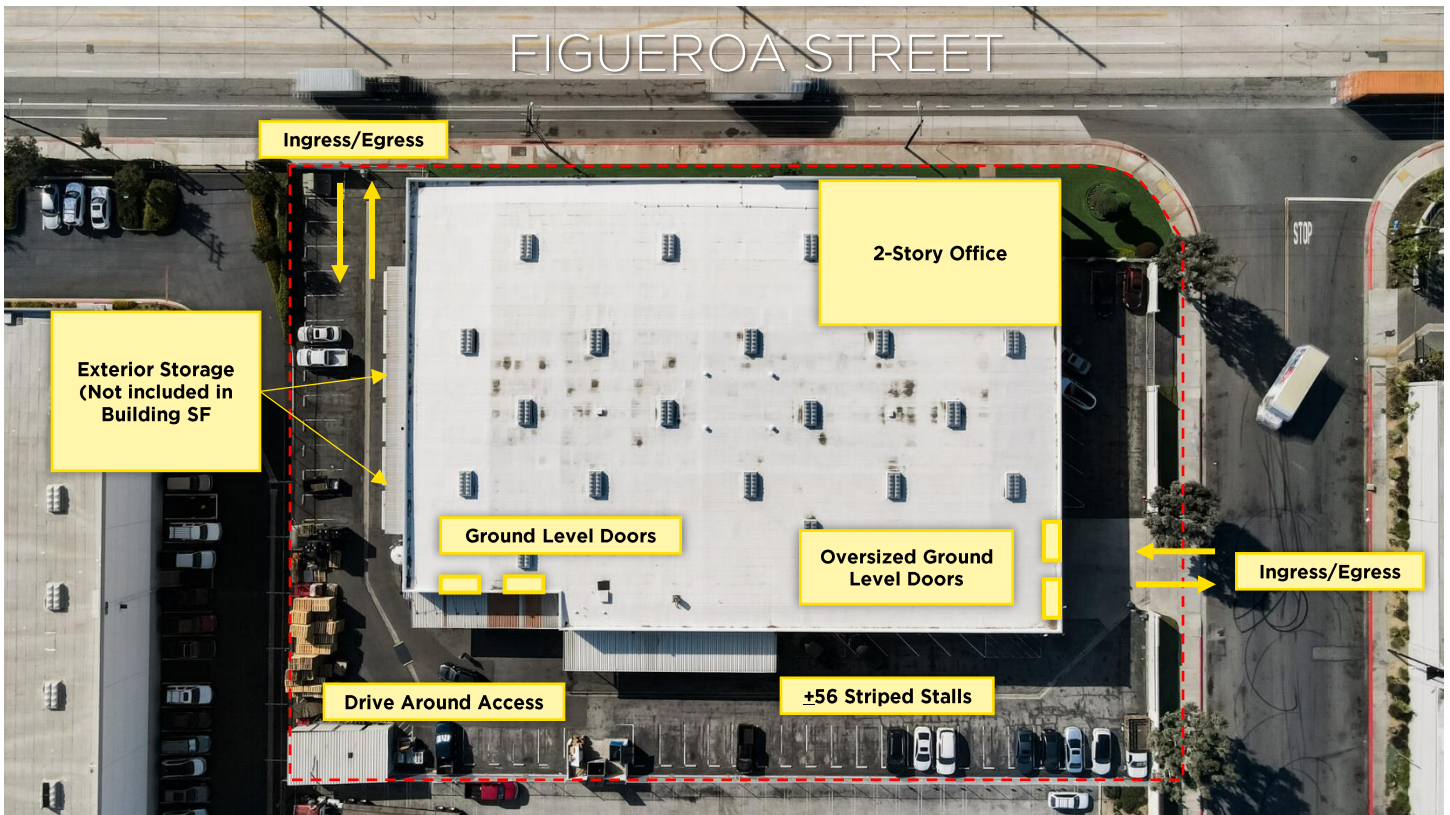 FIGUEROA STREET
Ingress/Egress
STOP
2-Story Office
Exterior Storage
(Not included in
Building SF
Ground Level Doors
Oversized Ground
Level Doors
Ingress/Egress
Drive Around Access
±56 Striped Stalls